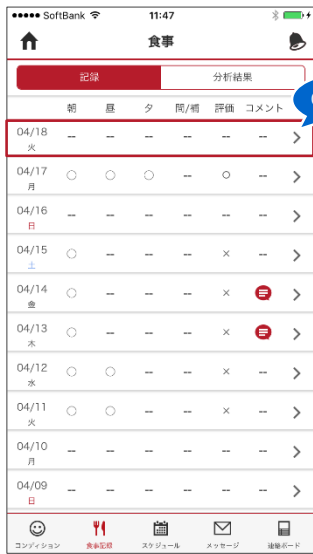 SoftBank 11:47
食事
記録 分析結果
朝 昼 夕 間/補 評価 コメント
04/18 -- -- -- -- -- --
火
04/17 ○ ○ ○ -- ○ --
月
04/16 -- -- -- -- -- --
日
04/15 ○ -- -- -- × --
土
04/14 ○ -- -- -- ×
金
04/13 ○ -- -- -- ×
木
04/12 ○ ○ -- -- × --
水
04/11 ○ ○ -- -- × --
火
04/10 -- -- -- -- -- --
月
04/09 -- -- -- -- -- --
日
コンディション 食事記録 スケジュール メッセージ 連絡ボード